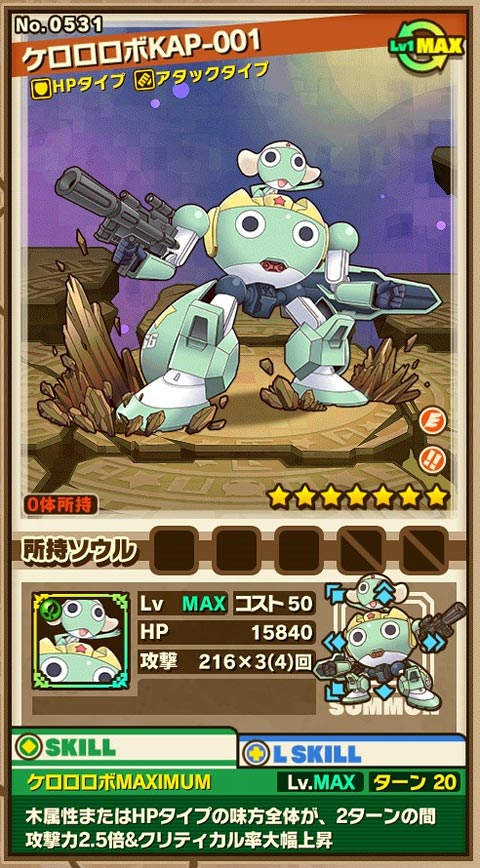 No.0531
ケロロロボKAP-001
Lv1 MAX
HPタイプ アタックタイプ
E
!!
0体所持
所持ソウル
Lv MAX コスト 50
HP 15840
攻撃 216×3(4)回
SUMMON
SKILL
L SKILL
ケロロロボMAXIMUM Lv.MAX ターン 20
木属性またはHPタイプの味方全体が、2ターンの間
攻撃力2.5倍&クリティカル率大幅上昇